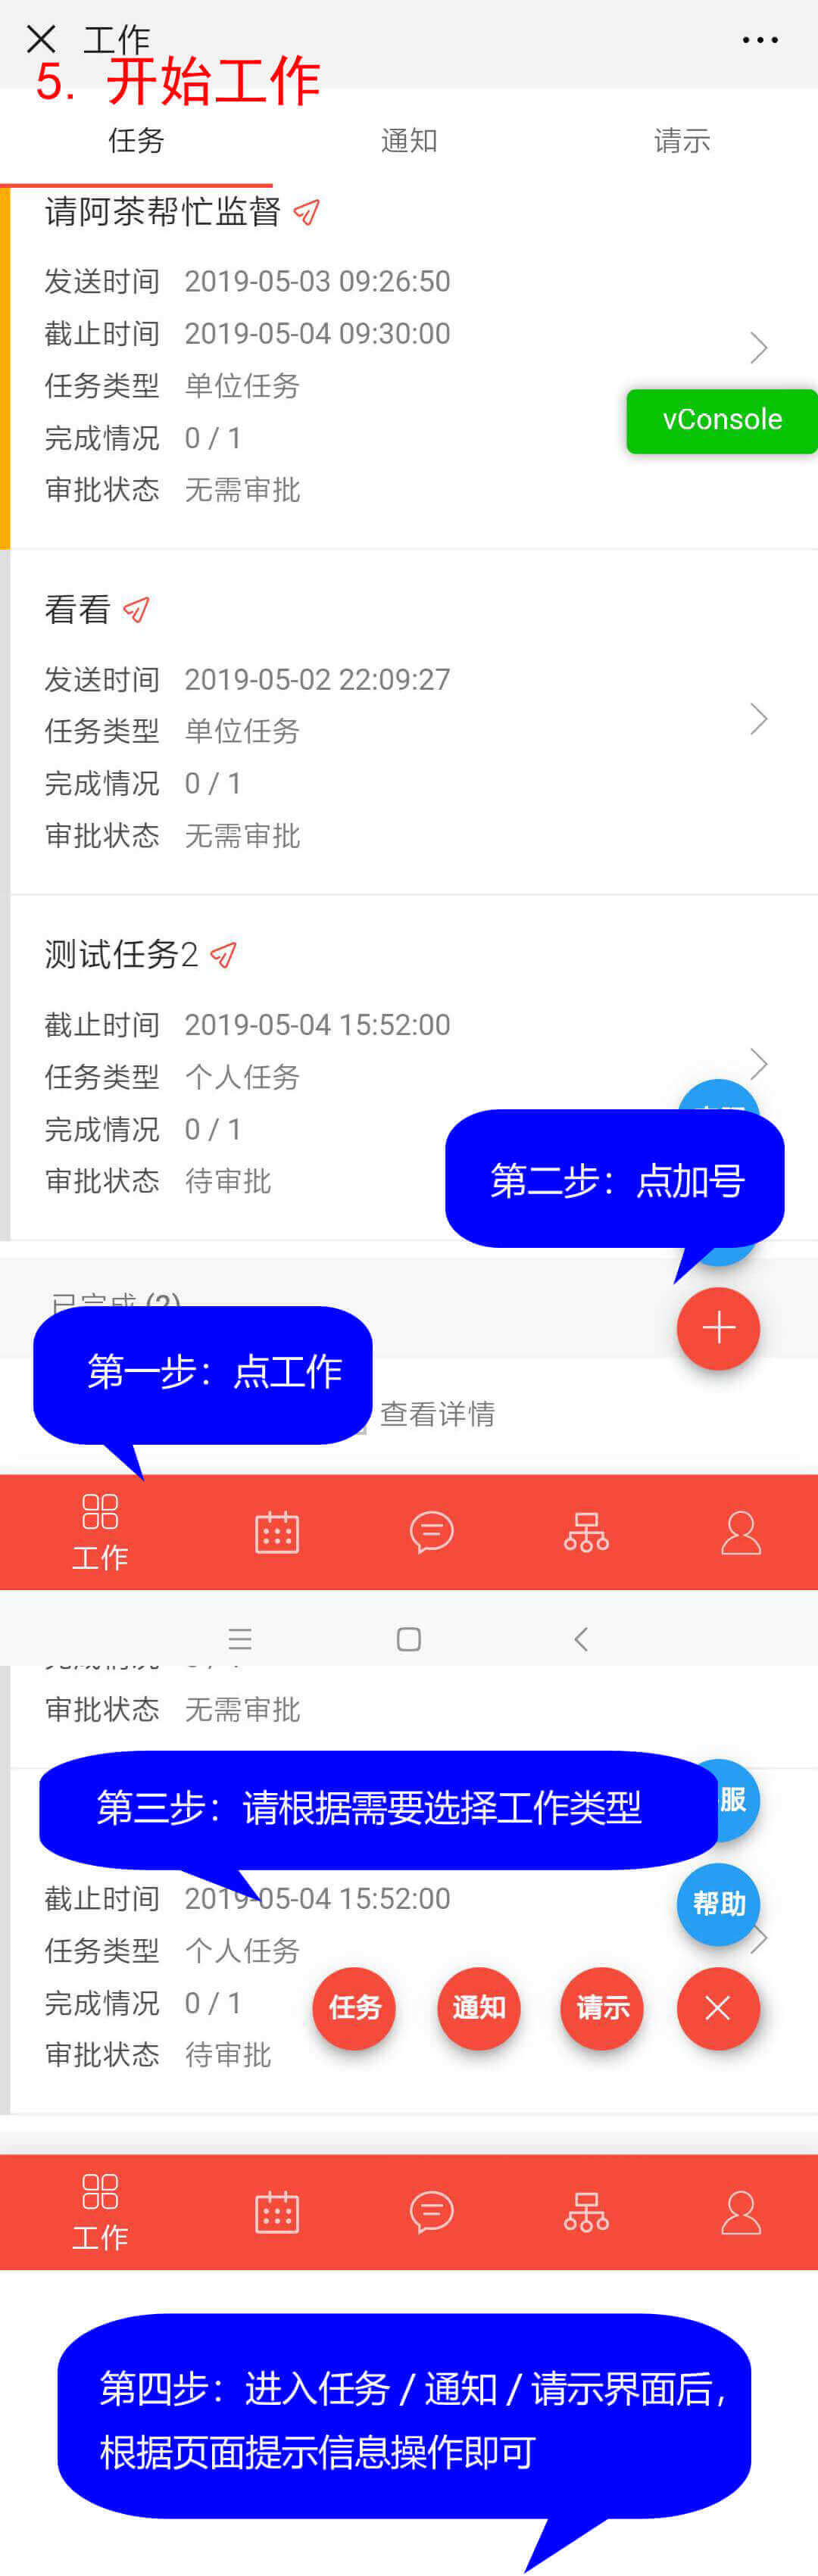 工作
5. 开始工作
任务 通知 请示
请阿茶帮忙监督
发送时间 2019-05-03 09:26:50
截止时间 2019-05-04 09:30:00
任务类型 单位任务
vConsole
完成情况 0 / 1
审批状态 无需审批
看看
发送时间 2019-05-02 22:09:27
任务类型 单位任务
完成情况 0 / 1
审批状态 无需审批
测试任务2
截止时间 2019-05-04 15:52:00
任务类型 个人任务
完成情况 0 / 1
审批状态 待审批
第二步：点加号
已完成 (2)
第一步：点工作
查看详情
工作
审批状态 无需审批
第三步：请根据需要选择工作类型
服
截止时间 2019-05-04 15:52:00
帮助
任务类型 个人任务
完成情况 0 / 1
任务 通知 请示
审批状态 待审批
工作
第四步：进入任务 / 通知 / 请示界面后，
根据页面提示信息操作即可